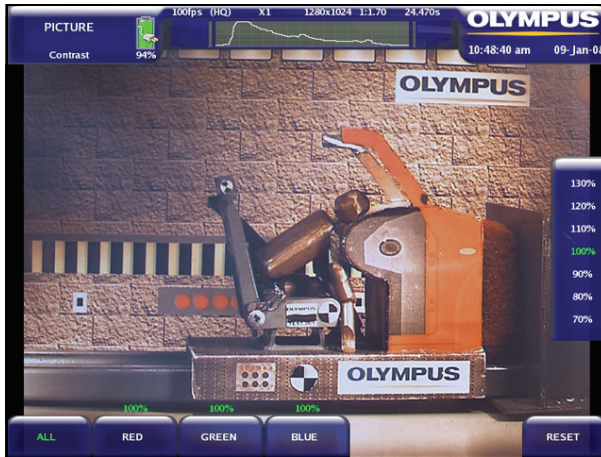 PICTURE
Contrast
94%
100fps (HQ) X1 1280x1024 1:1.70 24.470s
OLYMPUS
10:48:40 am 09-Jan-08
OLYMPUS
130%
120%
110%
100%
90%
80%
70%
OLYMPUS
OLYMPUS
100% 100% 100%
ALL RED GREEN BLUE RESET